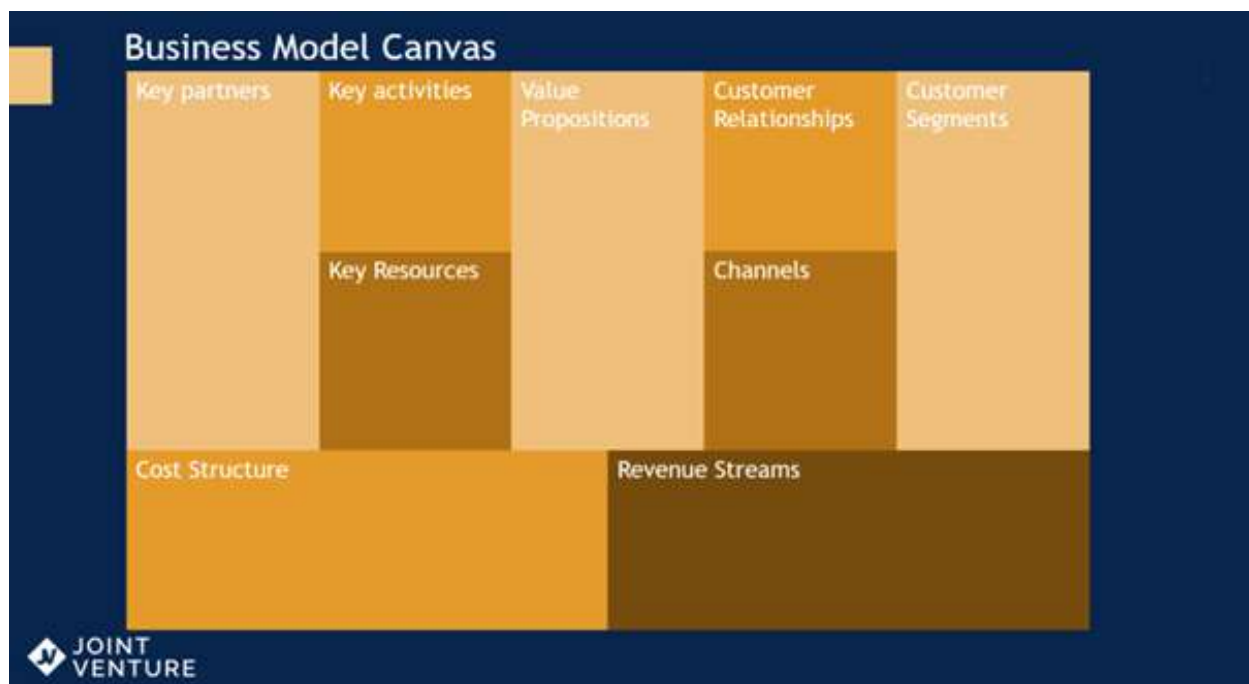 Business Model Canvas
Key partners
Key activities
Value
Propositions
Customer
Relationships
Customer
Segments
Key Resources
Channels
Cost Structure
Revenue Streams
JV
JOINT
VENTURE